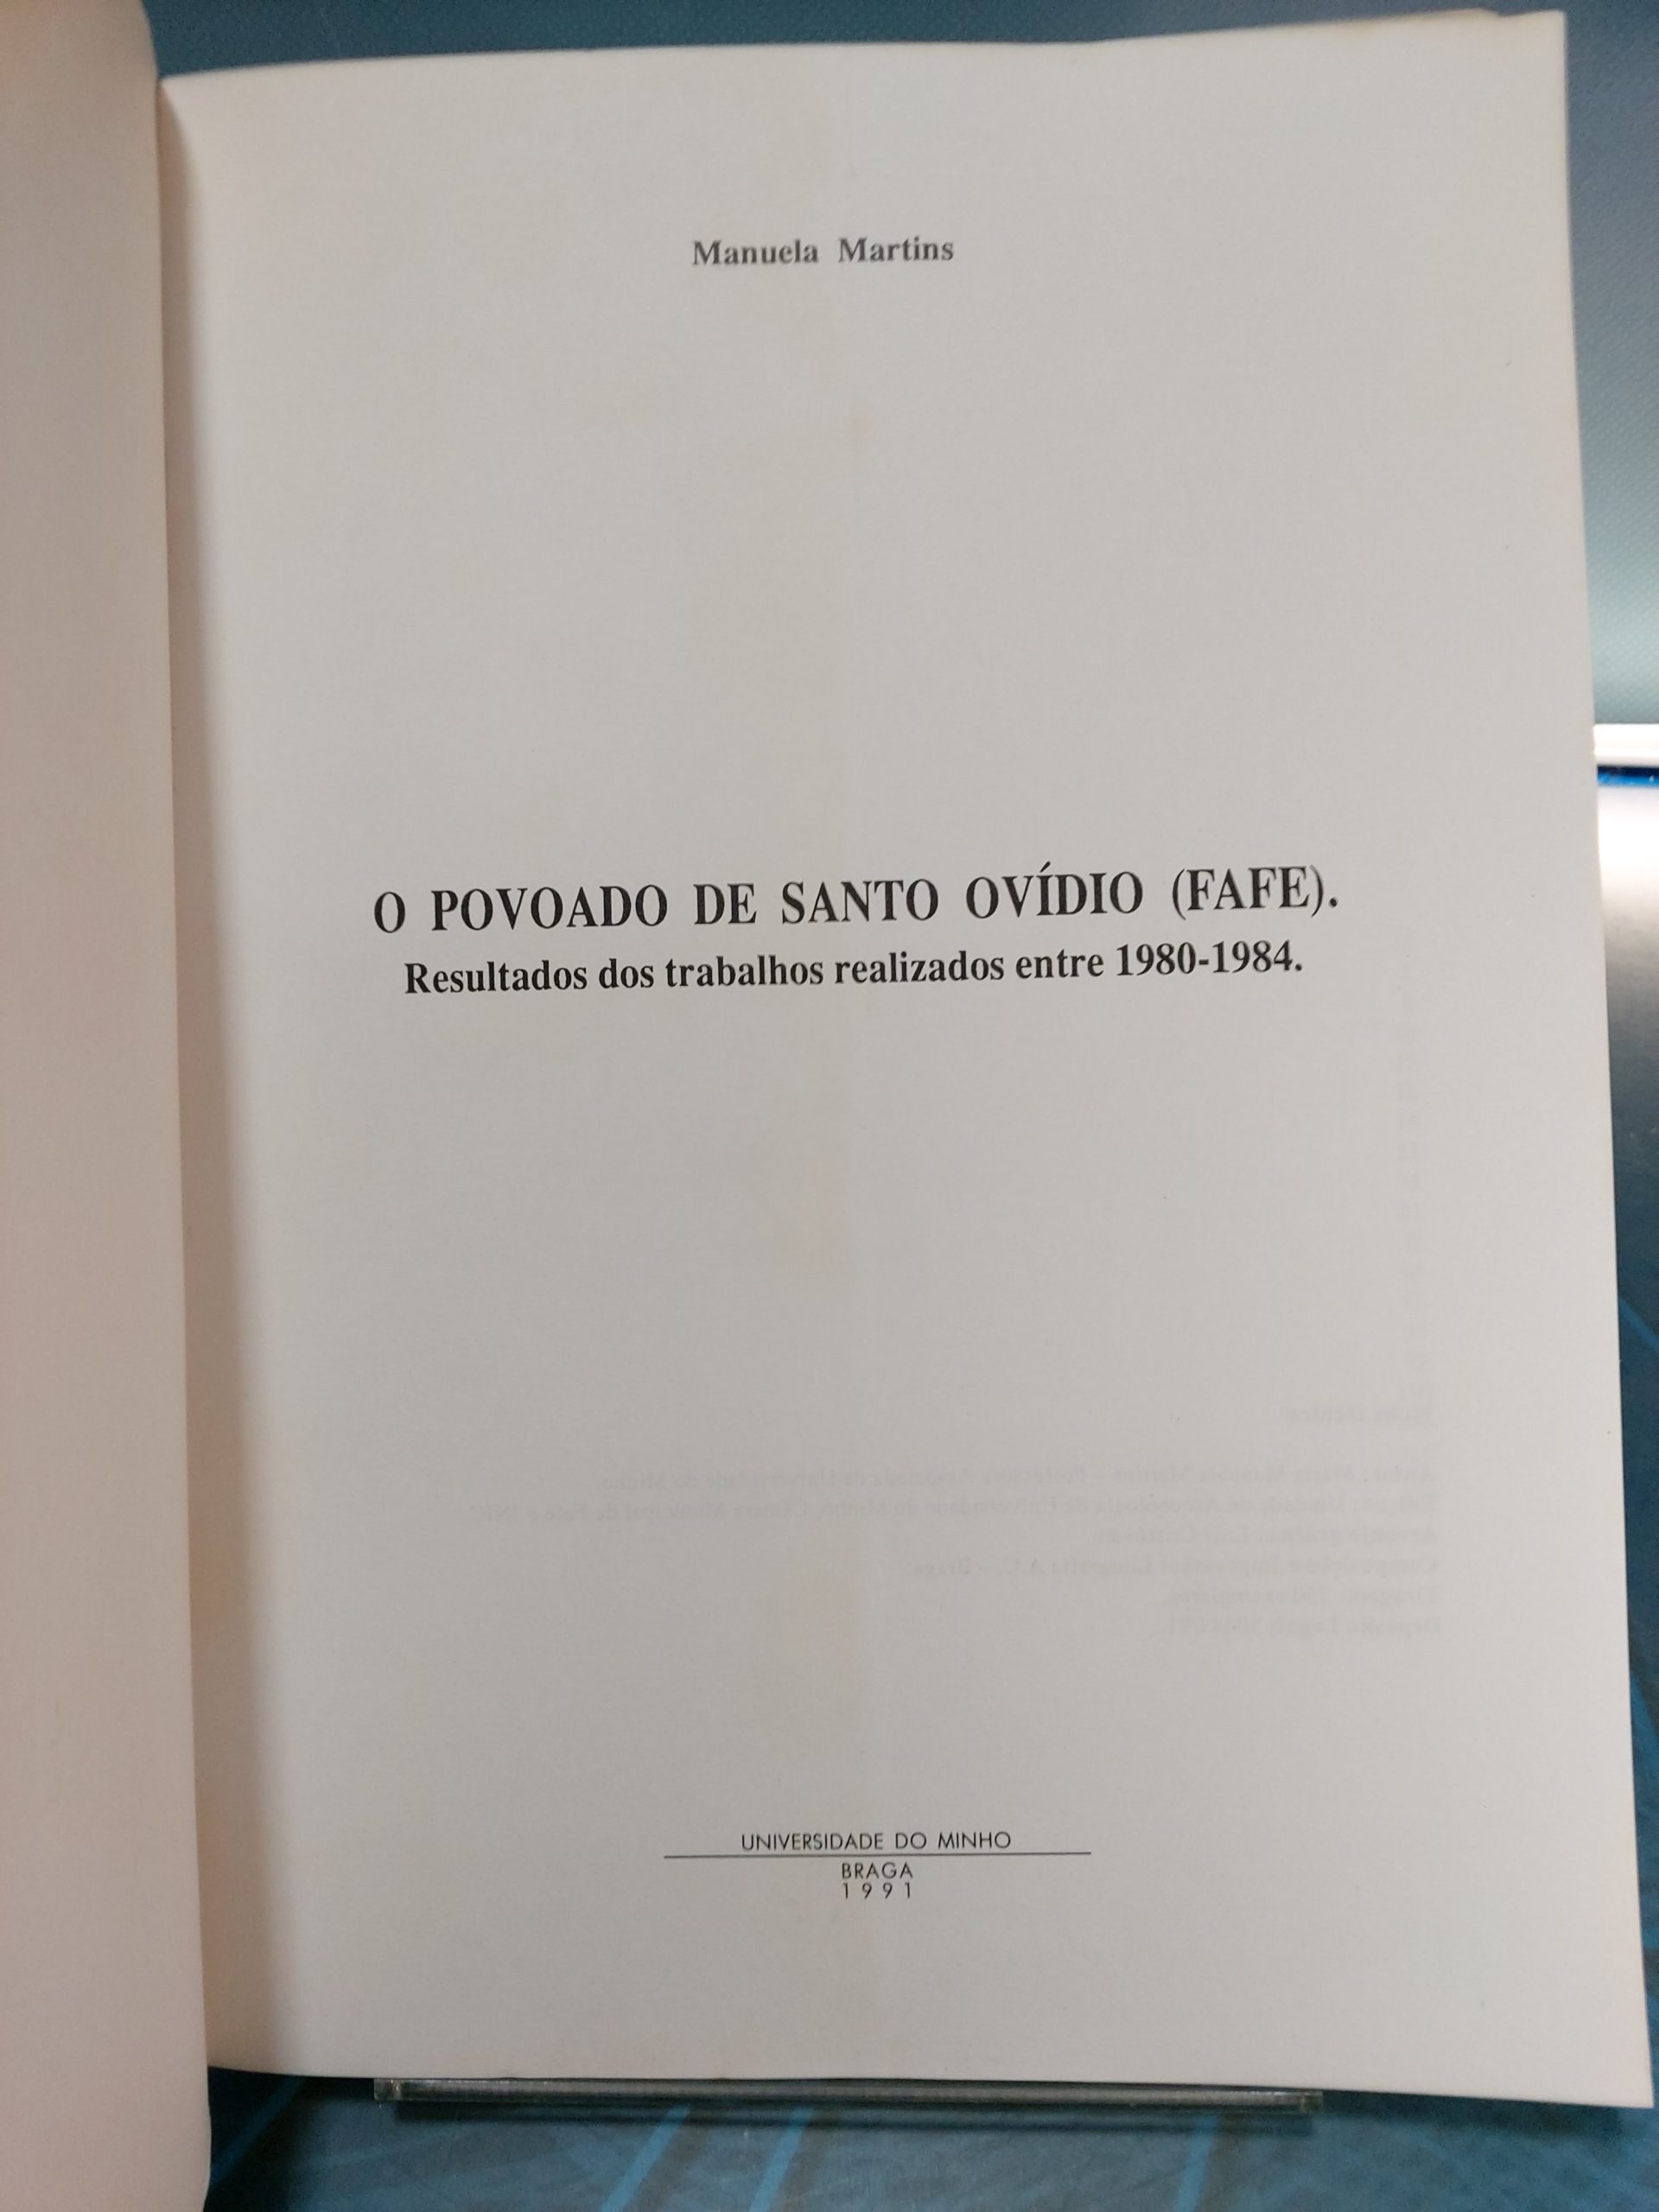 Manuela Martins
O POVOADO DE SANTO OVÍDIO (FAFE).
Resultados dos trabalhos realizados entre 1980-1984.
UNIVERSIDADE DO MINHO
BRAGA
1991